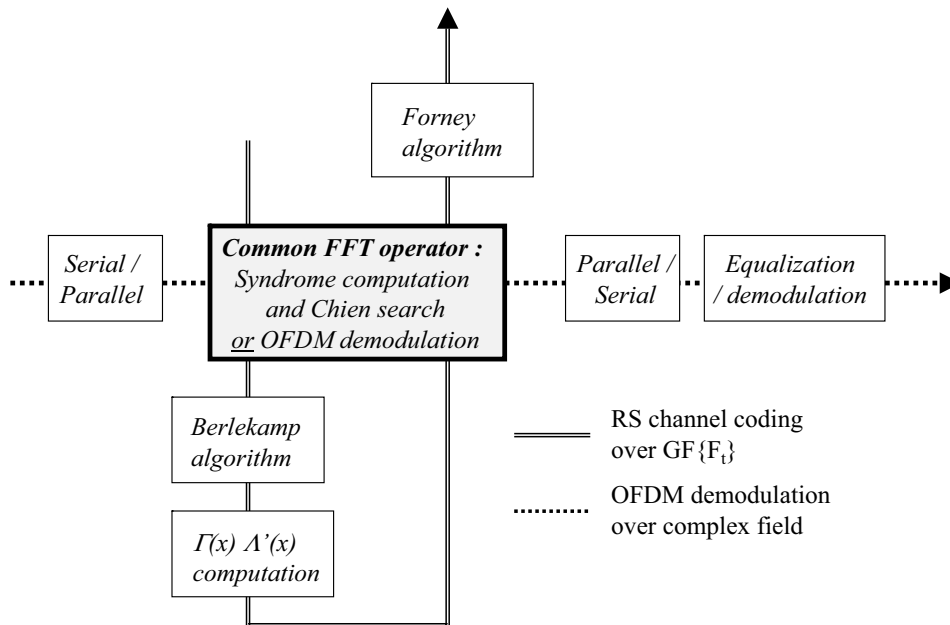 Forney
algorithm
Serial /
Parallel
Common FFT operator :
Syndrome computation
and Chien search
or OFDM demodulation
Parallel /
Serial
Equalization
/ demodulation
Berlekamp
algorithm
Γ(x) Λ’(x)
computation
RS channel coding
over GF{Fₜ}
OFDM demodulation
over complex field